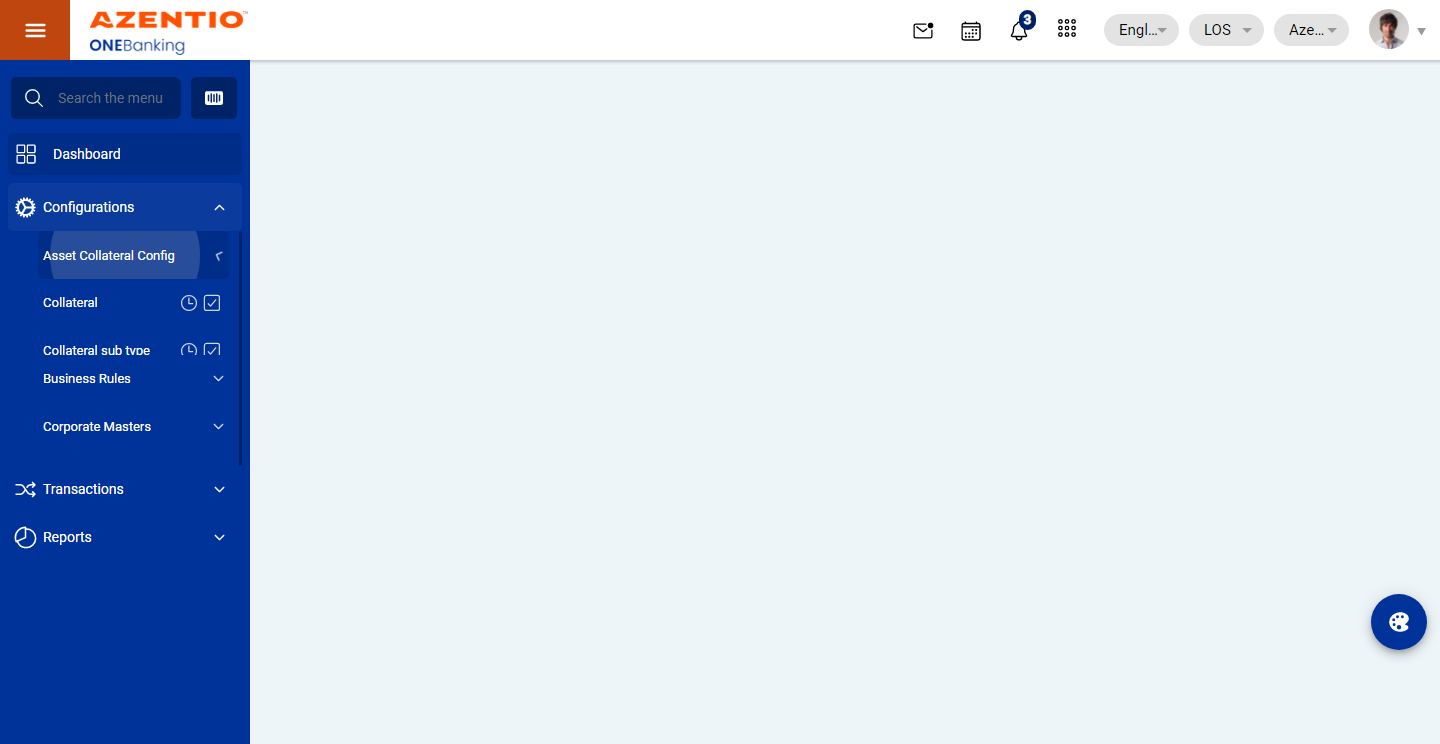 AZENTIO™
ONEBanking
3
Engl...
LOS
Aze...
Search the menu
Dashboard
Configurations
Asset Collateral Config
Collateral
Collateral sub type
Business Rules
Corporate Masters
Transactions
Reports